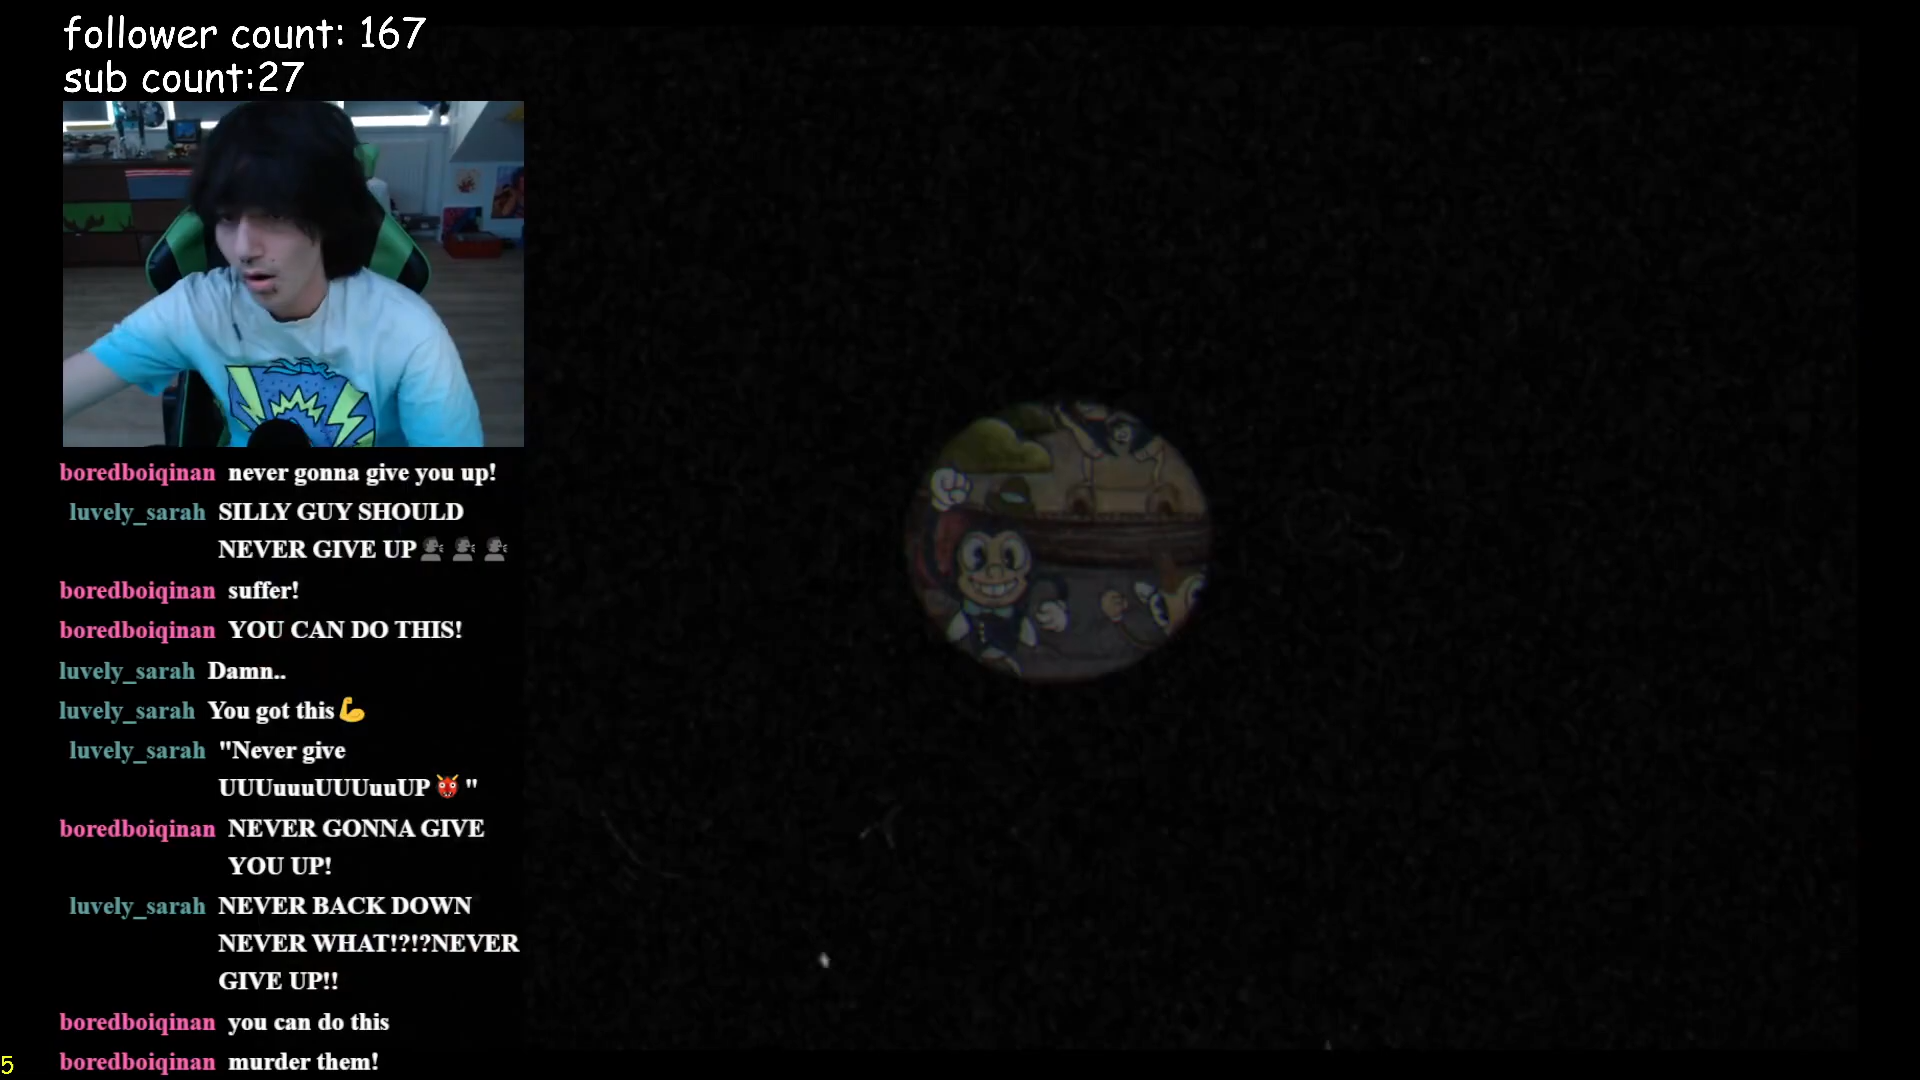 follower count: 167
sub count:27
boredboiqinan never gonna give you up!
luvely_sarah SILLY GUY SHOULD
NEVER GIVE UP🗣🗣🗣
boredboiqinan suffer!
boredboiqinan YOU CAN DO THIS!
luvely_sarah Damn..
luvely_sarah You got this💪
luvely_sarah "Never give
UUUuuuUUUuuUP👹"
boredboiqinan NEVER GONNA GIVE
YOU UP!
luvely_sarah NEVER BACK DOWN
NEVER WHAT!?!?NEVER
GIVE UP!!
boredboiqinan you can do this
boredboiqinan murder them!
5